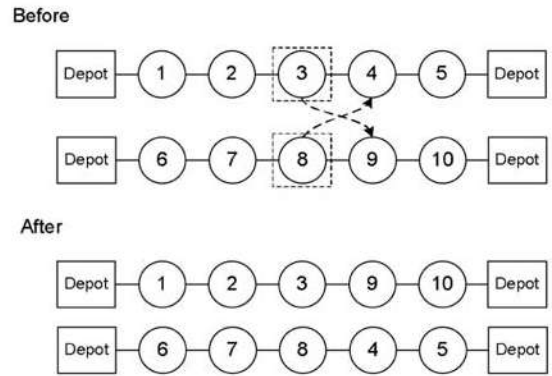 Before
Depot 1 2 3 4 5 Depot
Depot 6 7 8 9 10 Depot
After
Depot 1 2 3 9 10 Depot
Depot 6 7 8 4 5 Depot